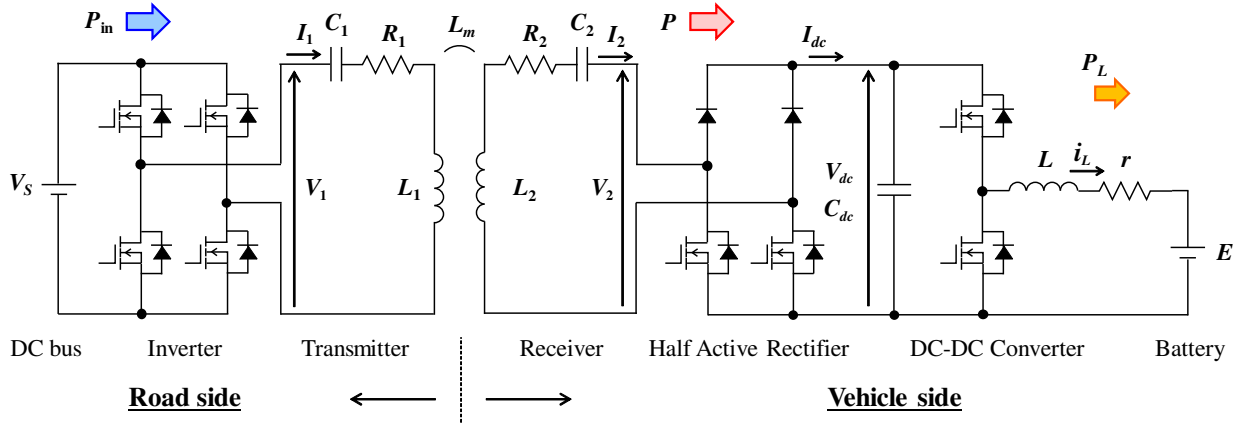 P_in
I_1
C_1
R_1
L_m
R_2
C_2
I_2
P
I_dc
P_L
V_S
V_1
L_1
L_2
V_2
V_dc
C_dc
L
i_L
r
E
DC bus
Inverter
Transmitter
Receiver
Half Active Rectifier
DC-DC Converter
Battery
Road side
Vehicle side